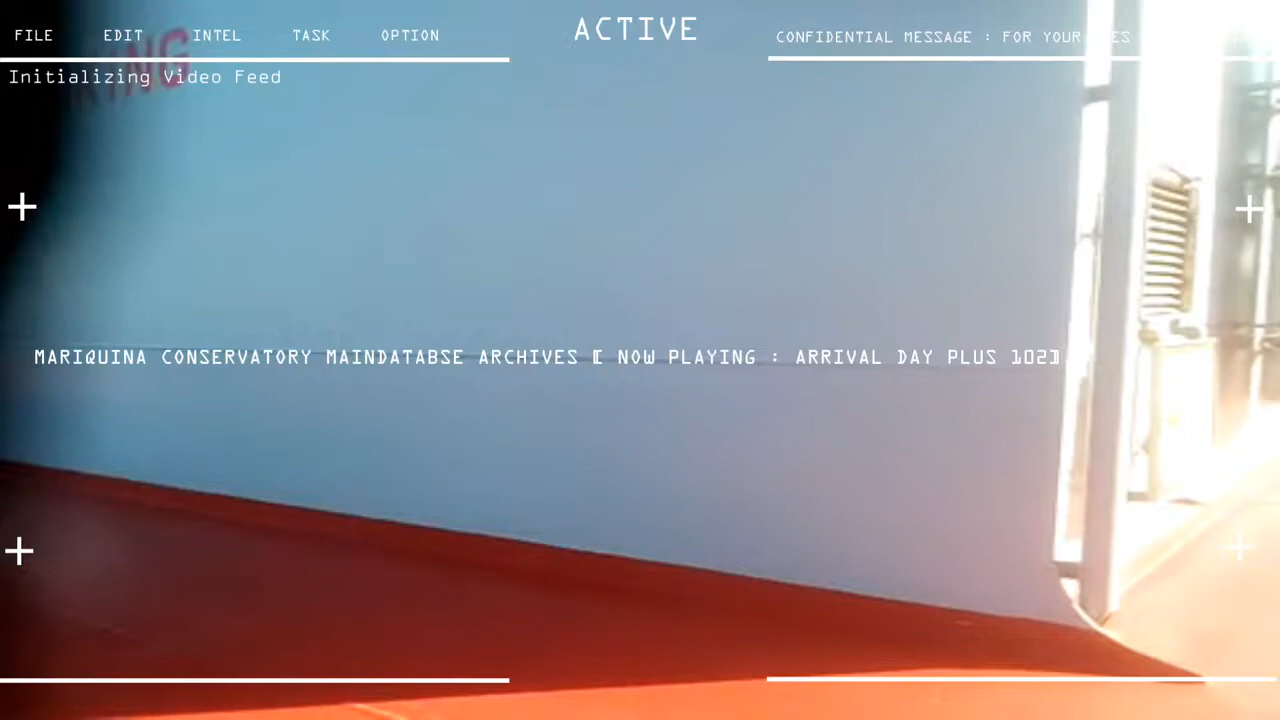 FILE EDIT INTEL TASK OPTION
ACTIVE
CONFIDENTIAL MESSAGE : FOR YOUR
Initializing Video Feed
MARIQUINA CONSERVATORY MAINDATABSE ARCHIVES [ NOW PLAYING : ARRIVAL DAY PLUS 102]